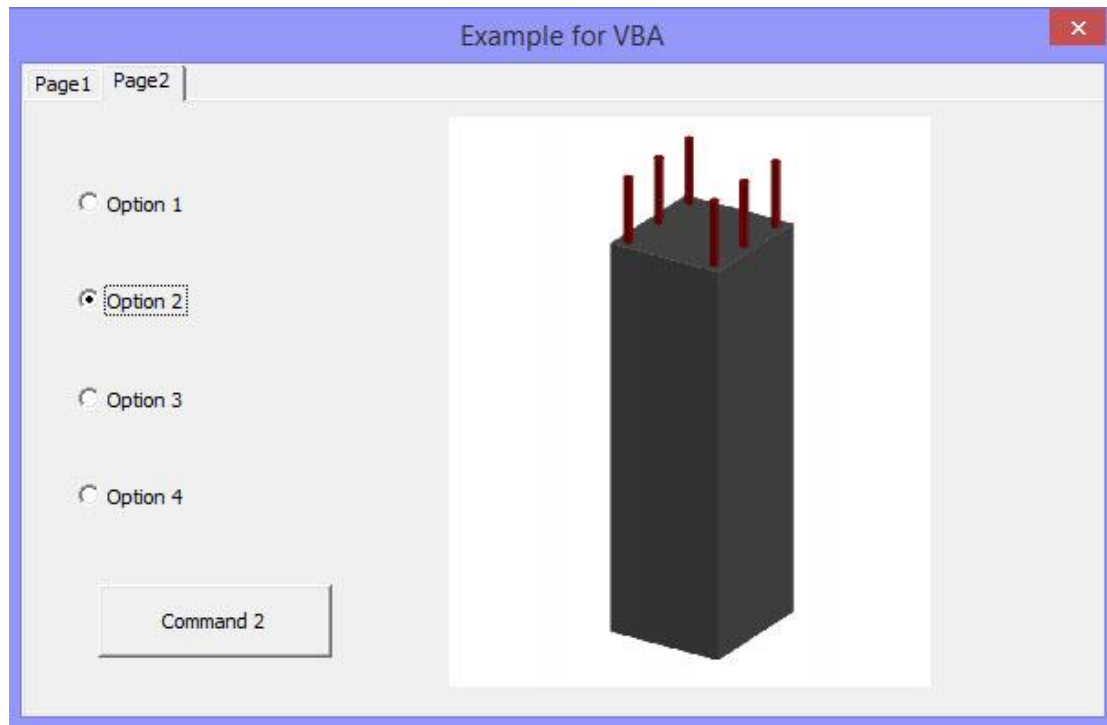 Example for VBA
Page1 Page2
Option 1
Option 2
Option 3
Option 4
Command 2